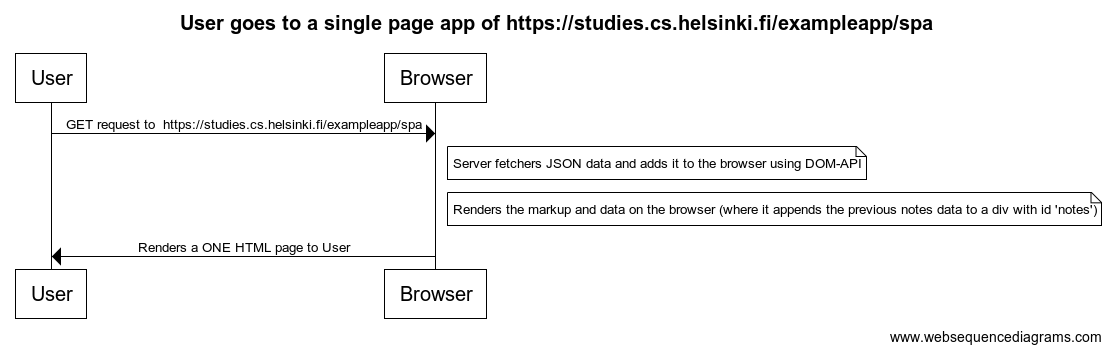 User goes to a single page app of https://studies.cs.helsinki.fi/exampleapp/spa
User
Browser
GET request to  https://studies.cs.helsinki.fi/exampleapp/spa
Server fetchers JSON data and adds it to the browser using DOM-API
Renders the markup and data on the browser (where it appends the previous notes data to a div with id 'notes')
Renders a ONE HTML page to User
User
Browser
www.websequencediagrams.com